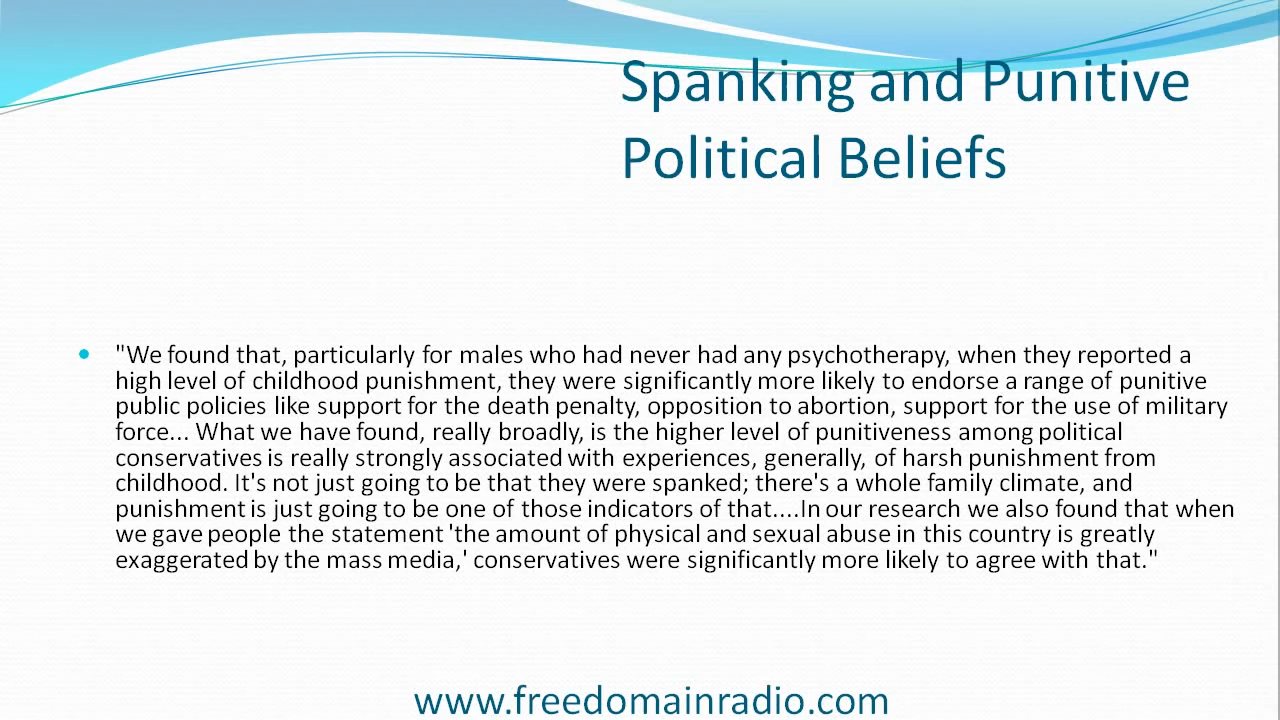 Spanking and Punitive
Political Beliefs
• "We found that, particularly for males who had never had any psychotherapy, when they reported a
high level of childhood punishment, they were significantly more likely to endorse a range of punitive
public policies like support for the death penalty, opposition to abortion, support for the use of military
force... What we have found, really broadly, is the higher level of punitiveness among political
conservatives is really strongly associated with experiences, generally, of harsh punishment from
childhood. It's not just going to be that they were spanked; there's a whole family climate, and
punishment is just going to be one of those indicators of that....In our research we also found that when
we gave people the statement 'the amount of physical and sexual abuse in this country is greatly
exaggerated by the mass media,' conservatives were significantly more likely to agree with that."
www.freedomainradio.com